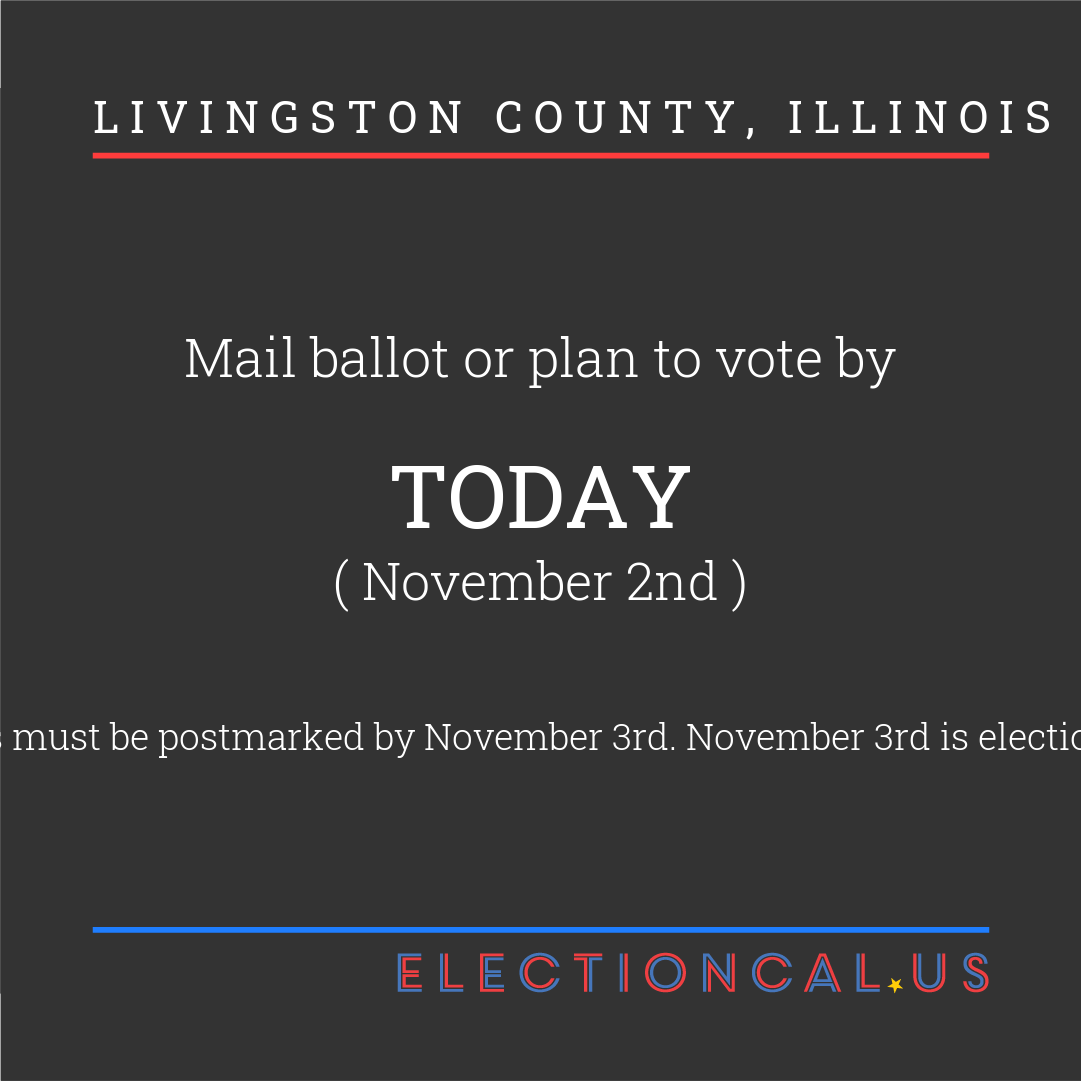 LIVINGSTON COUNTY, ILLINOIS
Mail ballot or plan to vote by
TODAY
( November 2nd )
must be postmarked by November 3rd. November 3rd is
ELECTIONCAL.US